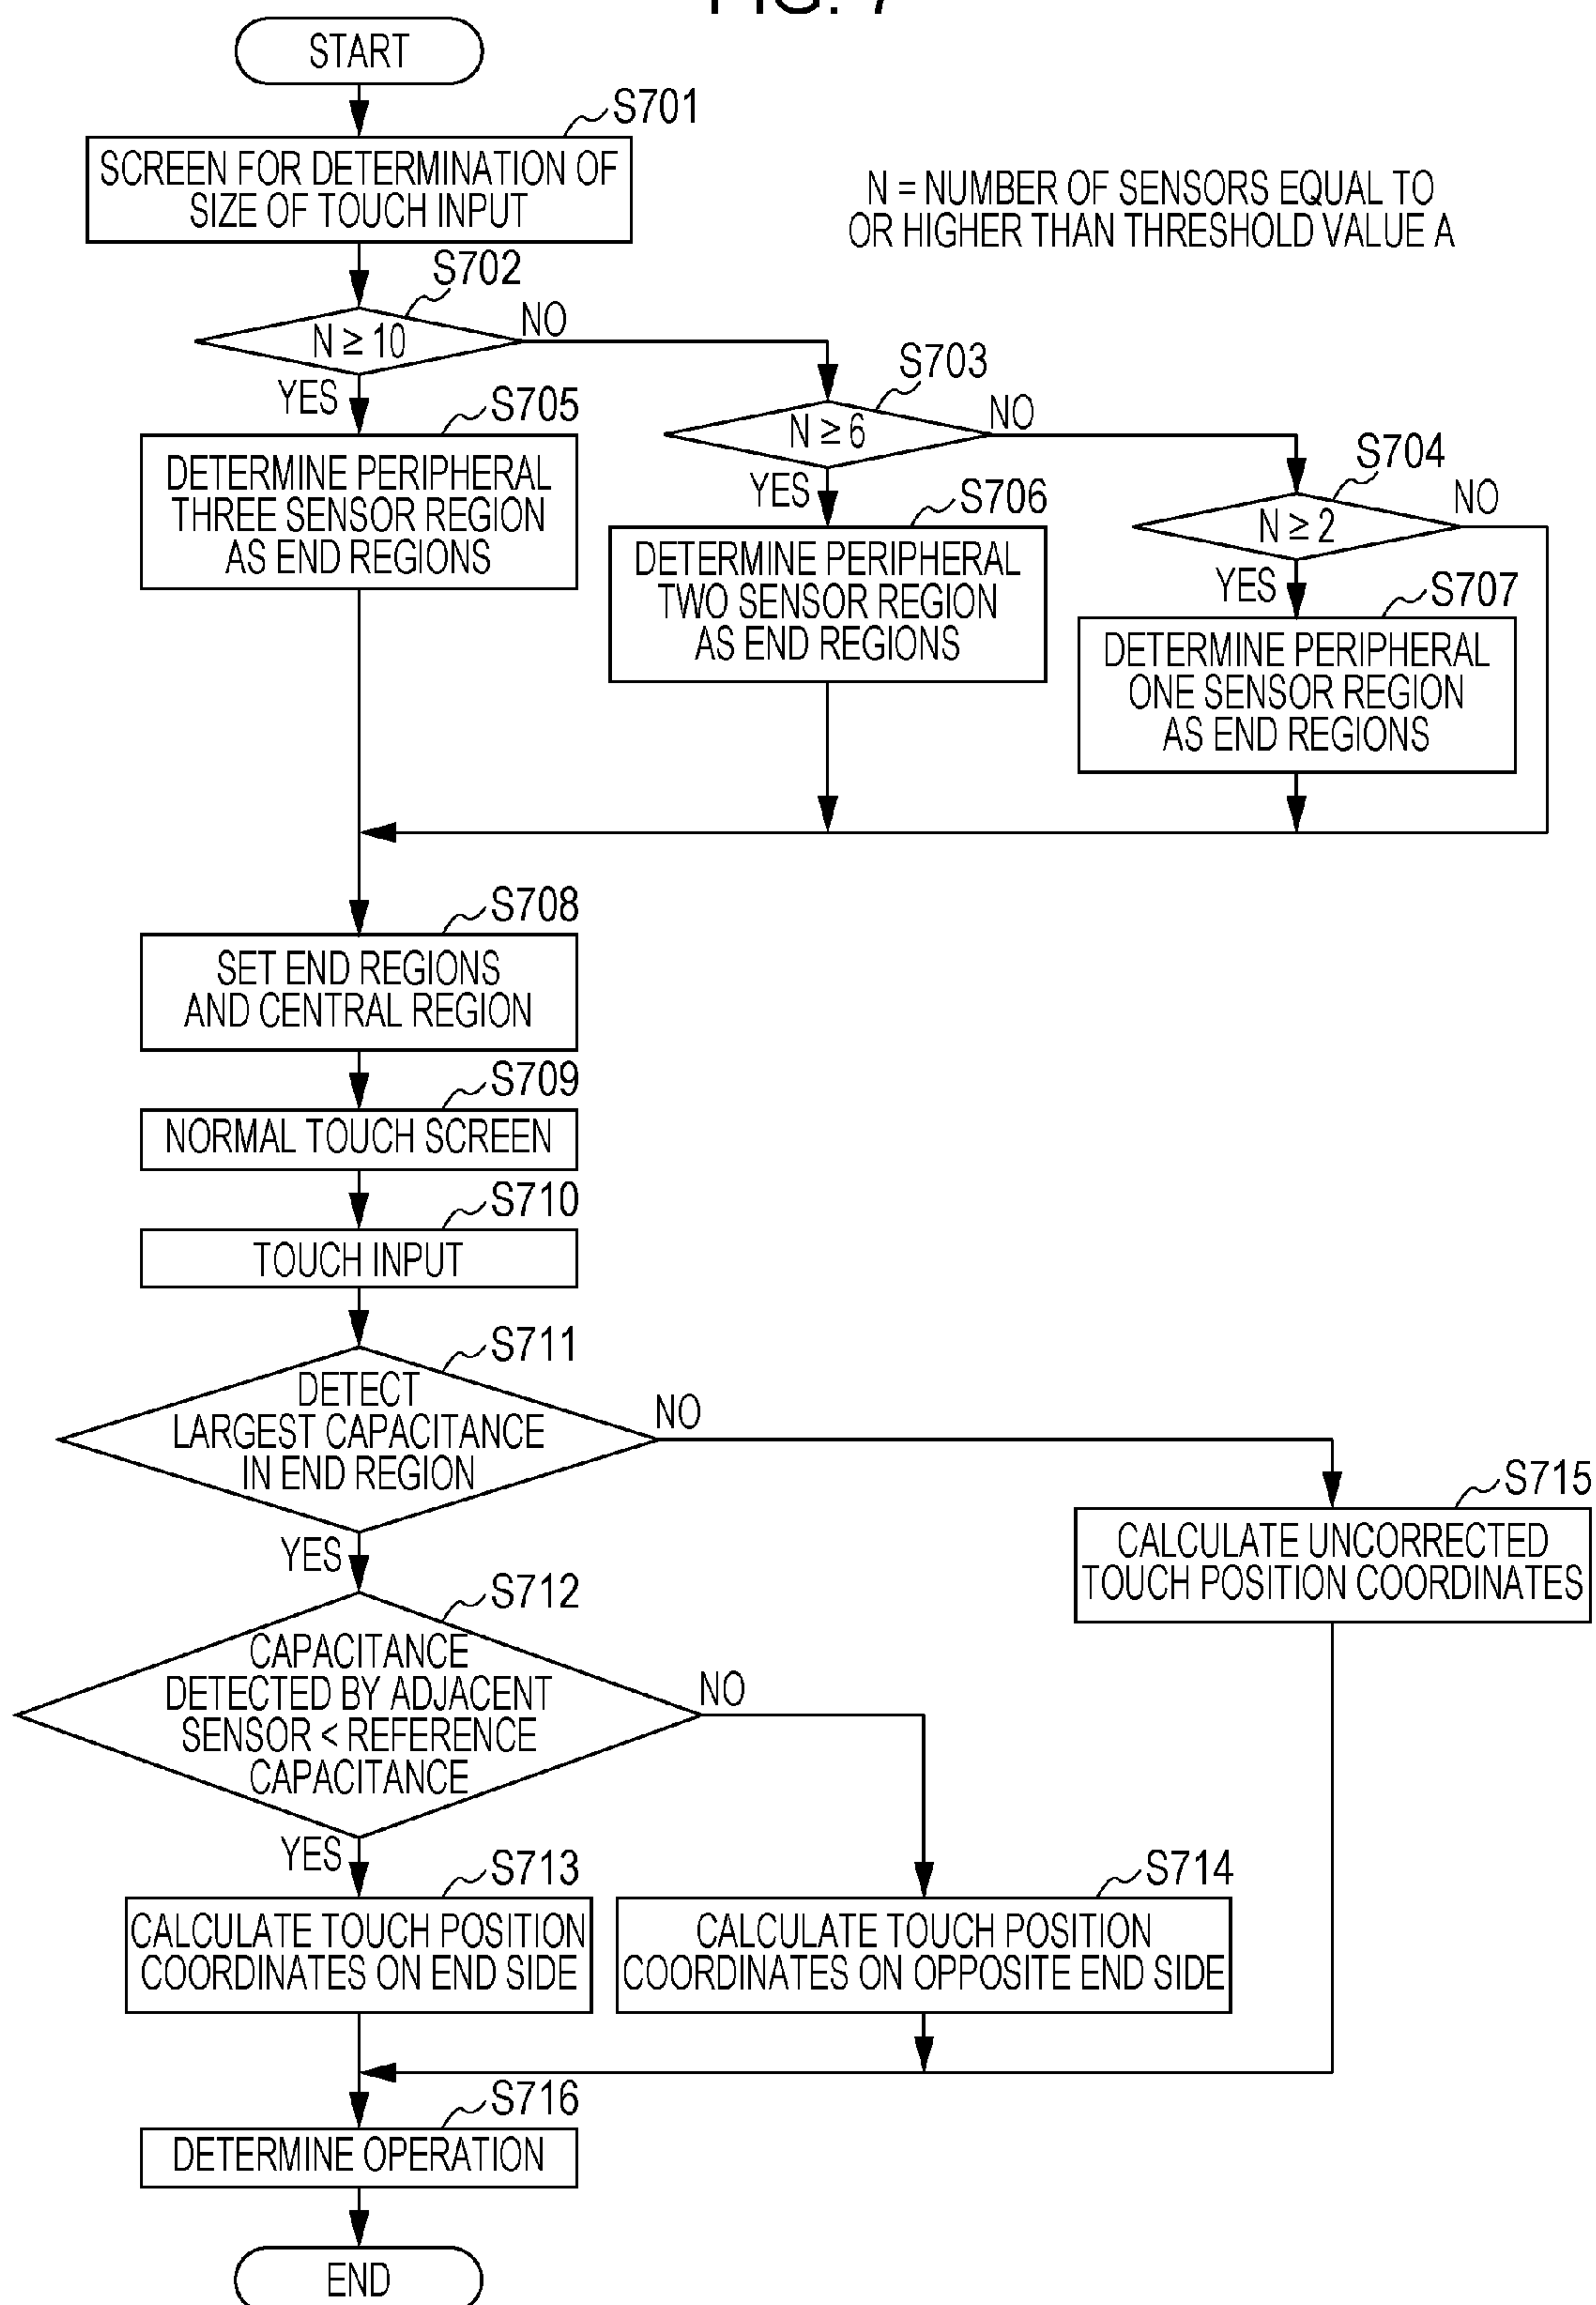 FIG. 7
START
S701
SCREEN FOR DETERMINATION OF
SIZE OF TOUCH INPUT
N = NUMBER OF SENSORS EQUAL TO
OR HIGHER THAN THRESHOLD VALUE A
S702
N ≥ 10
NO
YES
S703
N ≥ 6
NO
YES
S704
N ≥ 2
NO
YES
S705
DETERMINE PERIPHERAL
THREE SENSOR REGION
AS END REGIONS
S706
DETERMINE PERIPHERAL
TWO SENSOR REGION
AS END REGIONS
S707
DETERMINE PERIPHERAL
ONE SENSOR REGION
AS END REGIONS
S708
SET END REGIONS
AND CENTRAL REGION
S709
NORMAL TOUCH SCREEN
S710
TOUCH INPUT
S711
DETECT
LARGEST CAPACITANCE
IN END REGION
NO
YES
S715
CALCULATE UNCORRECTED
TOUCH POSITION COORDINATES
S712
CAPACITANCE
DETECTED BY ADJACENT
SENSOR < REFERENCE
CAPACITANCE
NO
YES
S713
CALCULATE TOUCH POSITION
COORDINATES ON END SIDE
S714
CALCULATE TOUCH POSITION
COORDINATES ON OPPOSITE END SIDE
S716
DETERMINE OPERATION
END